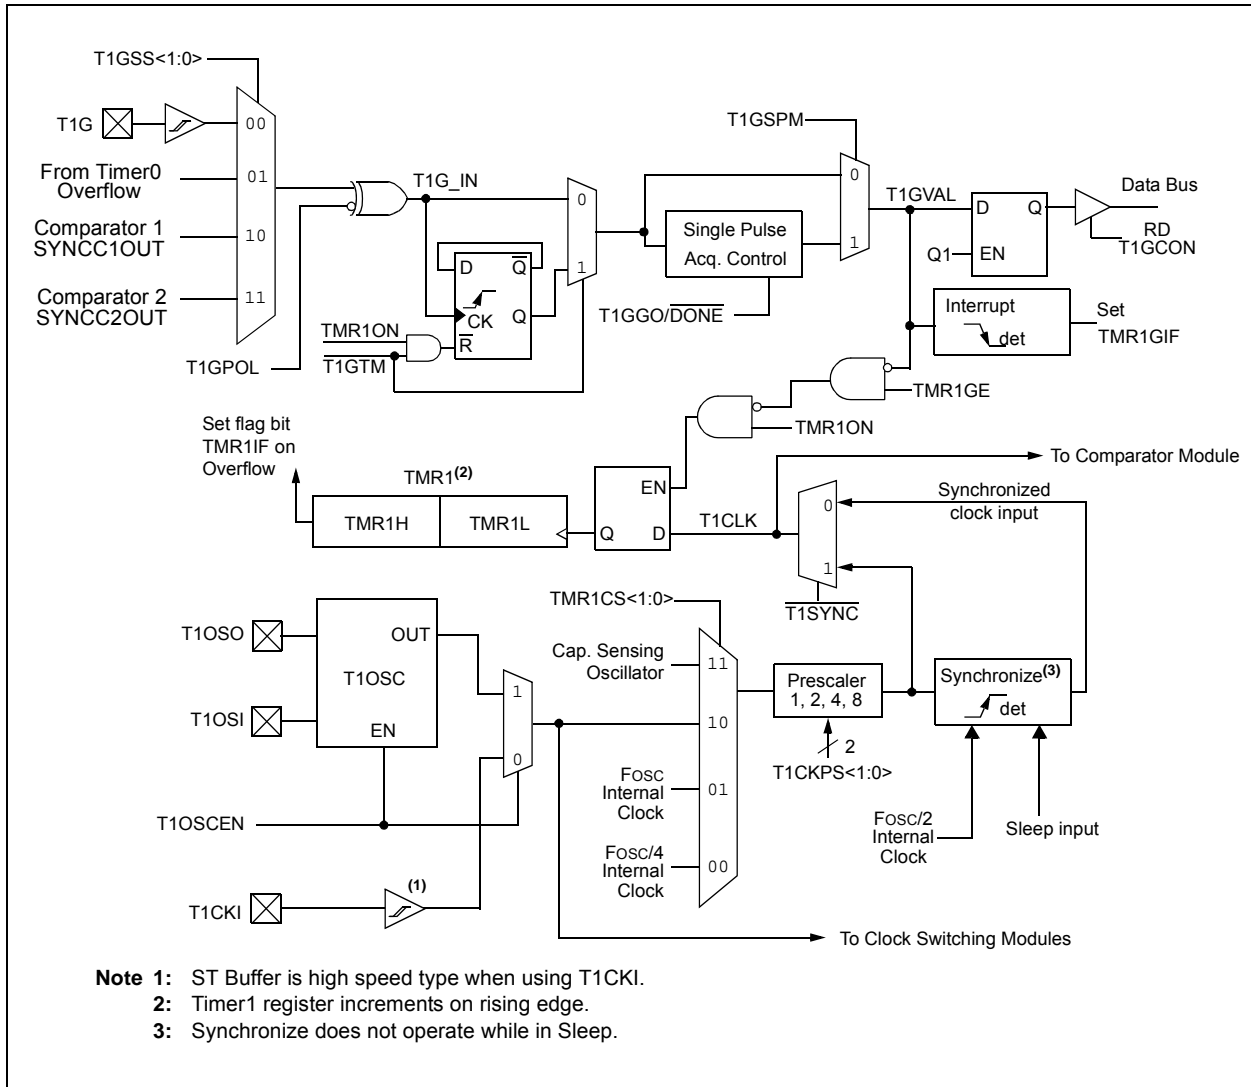 T1GSS<1:0>
T1G
00
From Timer0
Overflow
01
Comparator 1
SYNCC1OUT
10
Comparator 2
SYNCC2OUT
11
T1GPOL
T1G_IN
0
1
D
Q
CK
Q
R
TMR1ON
T1GTM
T1GSPM
0
1
Single Pulse
Acq. Control
T1GGO/DONE
T1GVAL
D
Q
Q1
EN
Data Bus
RD
T1GCON
Interrupt
det
Set
TMR1GIF
TMR1GE
TMR1ON
Set flag bit
TMR1IF on
Overflow
TMR1(2)
TMR1H
TMR1L
EN
Q
D
T1CLK
To Comparator Module
0
1
Synchronized
clock input
T1SYNC
T1OSO
T1OSI
OUT
T1OSC
EN
1
0
T1OSCEN
T1CKI
(1)
TMR1CS<1:0>
Cap. Sensing
Oscillator
11
10
FOSC
Internal
Clock
01
FOSC/4
Internal
Clock
00
Prescaler
1, 2, 4, 8
2
T1CKPS<1:0>
Synchronize(3)
det
FOSC/2
Internal
Clock
Sleep input
To Clock Switching Modules
Note 1: ST Buffer is high speed type when using T1CKI.
2: Timer1 register increments on rising edge.
3: Synchronize does not operate while in Sleep.